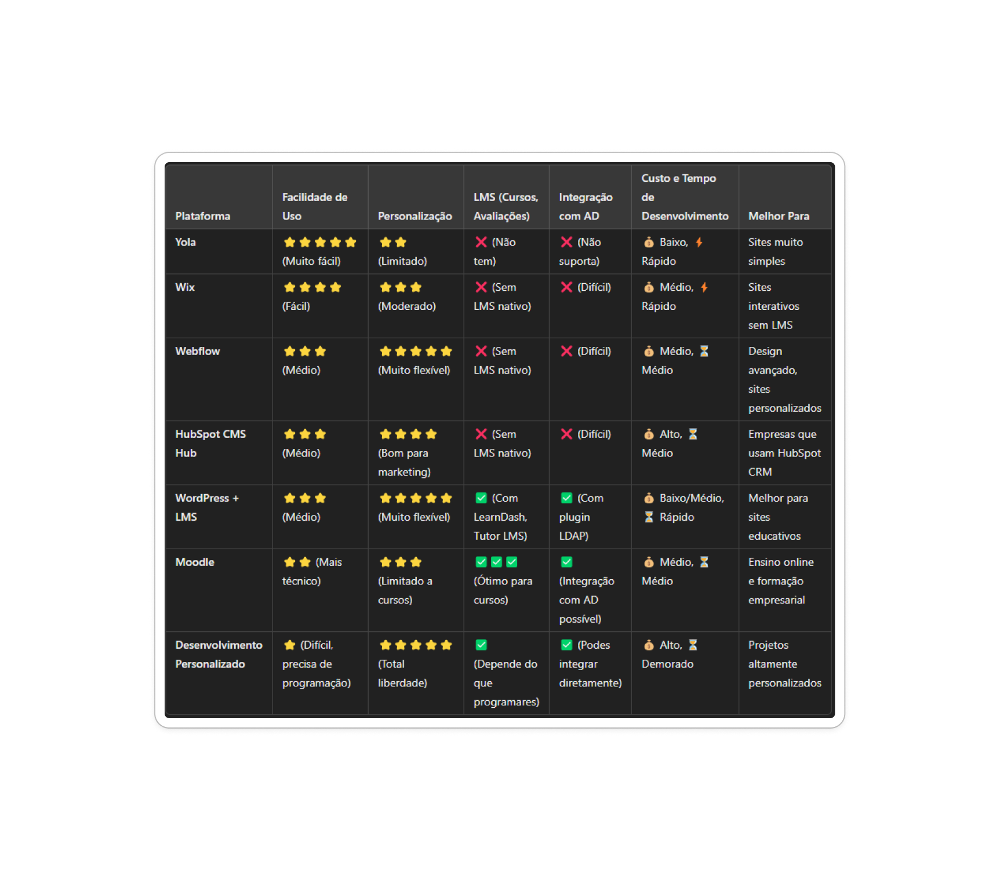 Plataforma
Facilidade de
Uso
Personalização
LMS (Cursos,
Avaliações)
Integração
com AD
Custo e Tempo
de
Desenvolvimento
Melhor Para
Yola
⭐⭐⭐⭐⭐
(Muito fácil)
⭐⭐
(Limitado)
❌ (Não
tem)
❌ (Não
suporta)
💰 Baixo, ⚡
Rápido
Sites muito
simples
Wix
⭐⭐⭐⭐
(Fácil)
⭐⭐⭐
(Moderado)
❌ (Sem
LMS nativo)
❌ (Difícil)
💰 Médio, ⚡
Rápido
Sites
interativos
sem LMS
Webflow
⭐⭐⭐
(Médio)
⭐⭐⭐⭐⭐
(Muito flexível)
❌ (Sem
LMS nativo)
❌ (Difícil)
💰 Médio, ⏳
Médio
Design
avançado,
sites
personalizados
HubSpot CMS
Hub
⭐⭐⭐
(Médio)
⭐⭐⭐⭐
(Bom para
marketing)
❌ (Sem
LMS nativo)
❌ (Difícil)
💰 Alto, ⏳
Médio
Empresas que
usam HubSpot
CRM
WordPress +
LMS
⭐⭐⭐
(Médio)
⭐⭐⭐⭐⭐
(Muito flexível)
✅ (Com
LearnDash,
Tutor LMS)
✅ (Com
plugin
LDAP)
💰 Baixo/Médio,
⏳ Rápido
Melhor para
sites
educativos
Moodle
⭐⭐ (Mais
técnico)
⭐⭐⭐
(Limitado a
cursos)
✅✅✅
(Ótimo para
cursos)
✅
(Integração
com AD
possível)
💰 Médio, ⏳
Médio
Ensino online
e formação
empresarial
Desenvolvimento
Personalizado
⭐ (Difícil,
precisa de
programação)
⭐⭐⭐⭐⭐
(Total
liberdade)
✅
(Depende do
que
programares)
✅ (Podes
integrar
diretamente)
💰 Alto, ⏳
Demorado
Projetos
altamente
personalizados